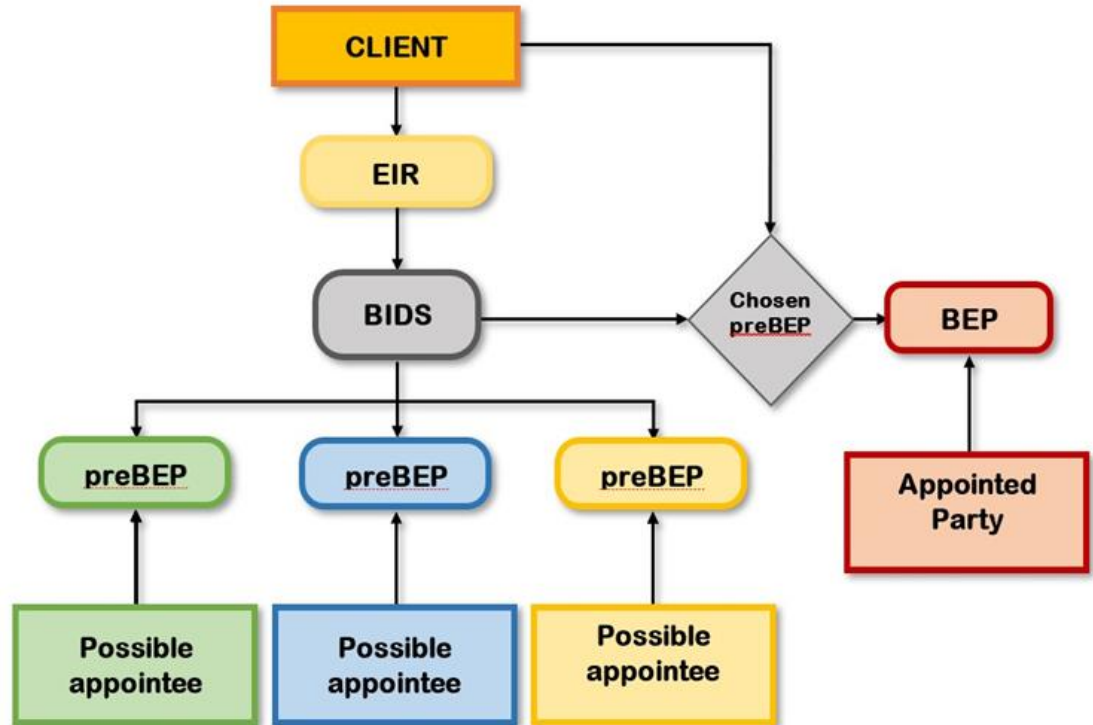 CLIENT
EIR
BIDS
Chosen
preBEP
BEP
preBEP
preBEP
preBEP
Appointed
Party
Possible
appointee
Possible
appointee
Possible
appointee